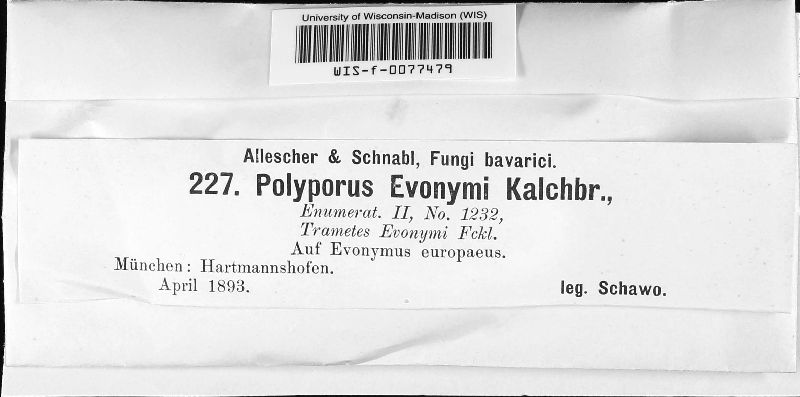 University of Wisconsin-Madison (WIS)
WIS-f-0077479
Allescher & Schnabl, Fungi bavarici.
227. Polyporus Evonymi Kalchbr.,
Enumerat. II, No. 1232,
Trametes Evonymi Fckl.
Auf Evonymus europaeus.
München: Hartmannshofen.
April 1893.
leg. Schawo.